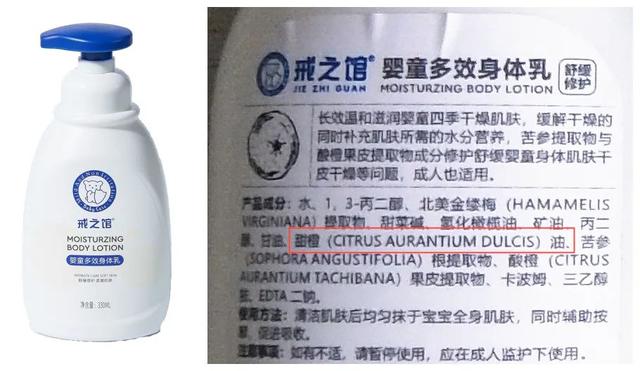 戒之馆
MOISTURZING
BODY LOTION
婴童多效身体乳
净含量: 330ML
戒之馆®
JIE ZHI GUAN
婴童多效身体乳
MOISTURZING BODY LOTION
舒缓
修护
长效温和滋润婴童四季干燥肌肤，缓解干燥的
同时补充肌肤所需的水分营养，苦参提取物与
酸橙果皮提取物成分修护舒缓婴童身体肌肤干
皮干燥等问题，成人也适用。
产品成分：水、1，3-丙二醇、北美金缕梅（HAMAMELIS
VIRGINIANA）提取物、甜菜碱、氢化橄榄油、矿油、丙二
醇、甘油、甜橙（CITRUS AURANTIUM DULCIS）油、苦参
（SOPHORA ANGUSTIFOLIA）根提取物、酸橙（CITRUS
AURANTIUM TACHIBANA）果皮提取物、卡波姆、三乙醇
胺、EDTA 二钠。
使用方法：清洁肌肤后均匀抹于宝宝全身肌肤，同时辅助按
摩，促进吸收。
注意事项：如有不适，请暂停使用，应在成人监护下使用。